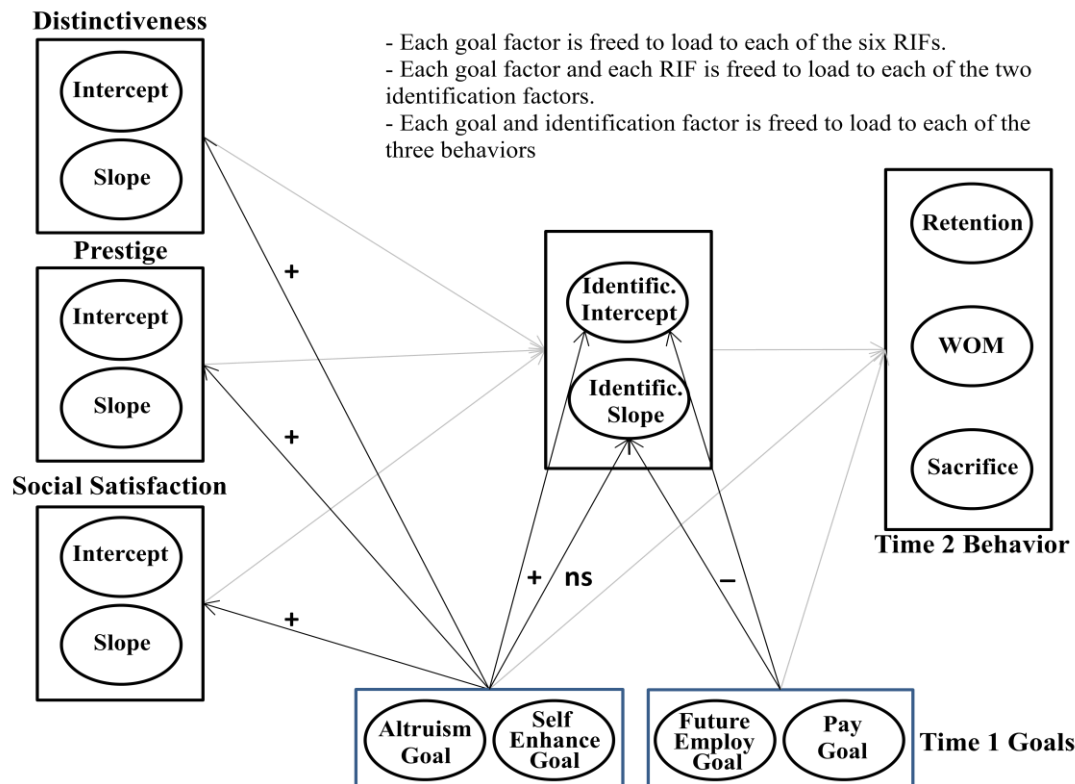 Distinctiveness
Intercept
Slope
- Each goal factor is freed to load to each of the six RIFs.
- Each goal factor and each RIF is freed to load to each of the two
identification factors.
- Each goal and identification factor is freed to load to each of the
three behaviors
Prestige
Intercept
Slope
Social Satisfaction
Intercept
Slope
+
+
+
Identific.
Intercept
Identific.
Slope
+ ns
–
Retention
WOM
Sacrifice
Time 2 Behavior
Altruism
Goal
Self
Enhance
Goal
Future
Employ
Goal
Pay
Goal
Time 1 Goals